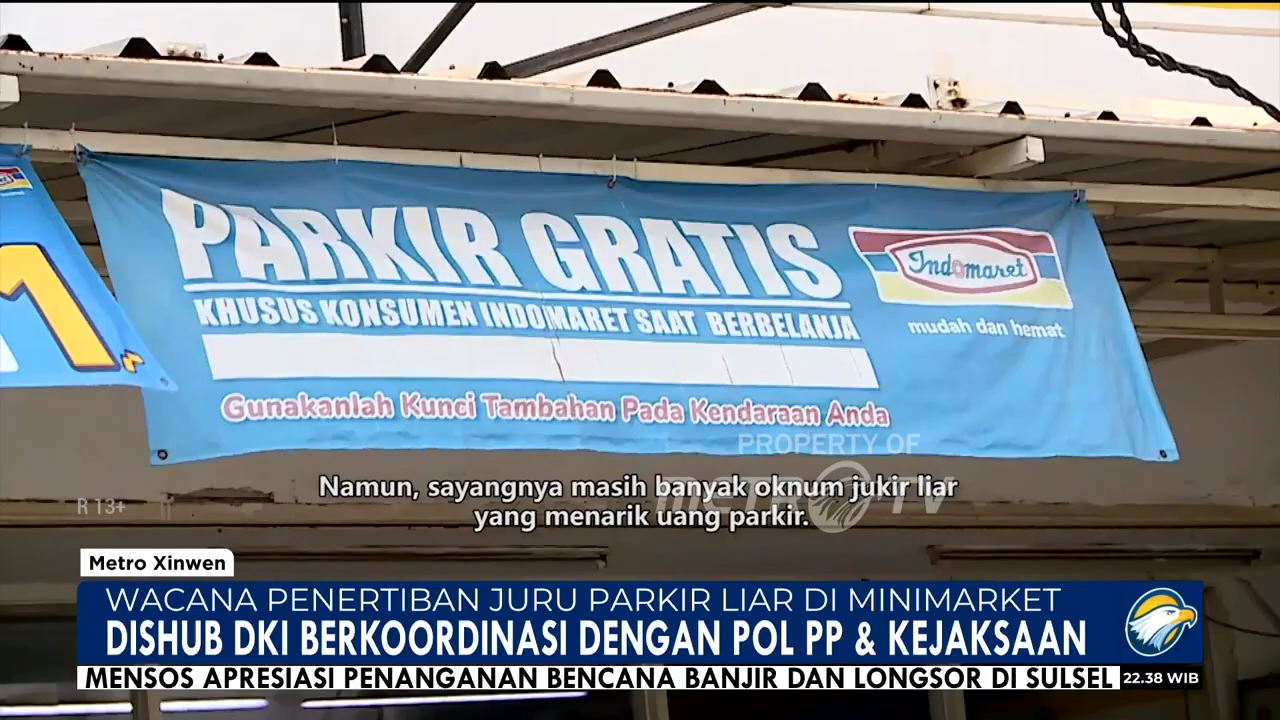 PARKIR GRATIS
KHUSUS KONSUMEN INDOMARET SAAT BERBELANJA
Gunakanlah Kunci Tambahan Pada Kendaraan Anda
Indomaret
mudah dan hemat
PROPERTY OF
METRO TV
R 13+
Namun, sayangnya masih banyak oknum jukir liar
yang menarik uang parkir.
Metro Xinwen
WACANA PENERTIBAN JURU PARKIR LIAR DI MINIMARKET
DISHUB DKI BERKOORDINASI DENGAN POL PP & KEJAKSAAN
MENSOS APRESIASI PENANGANAN BENCANA BANJIR DAN LONGSOR DI SULSEL
22.38 WIB